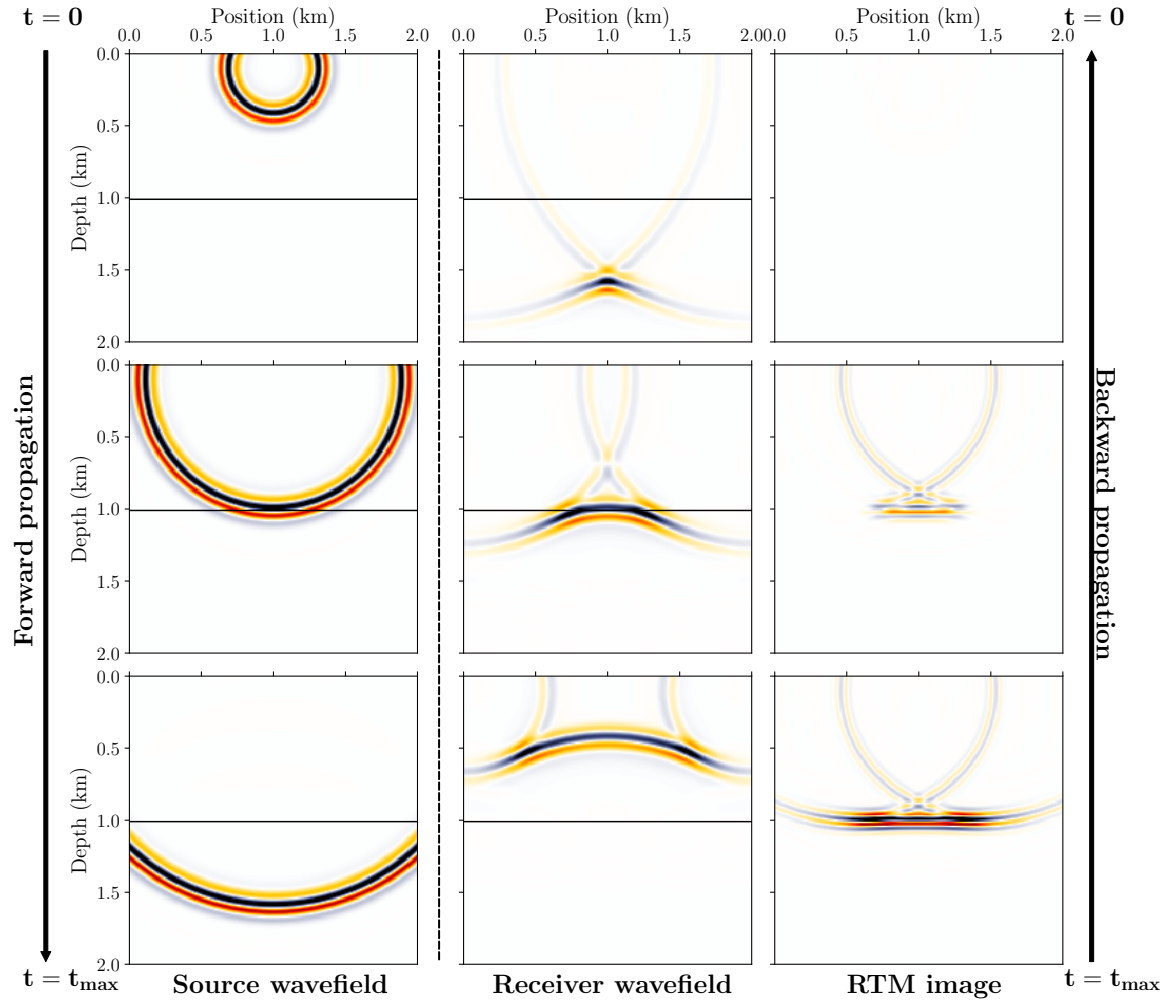 t = 0
Position (km)
Position (km)
Position (km)
t = 0
0.0 0.5 1.0 1.5 2.0
0.0 0.5 1.0 1.5 2.0
0.0 0.5 1.0 1.5 2.0
0.0
0.5
1.0
1.5
2.0
Depth (km)
0.0
0.5
1.0
1.5
2.0
Depth (km)
0.0
0.5
1.0
1.5
2.0
Depth (km)
Forward propagation
Backward propagation
t = tmax
Source wavefield
Receiver wavefield
RTM image
t = tmax